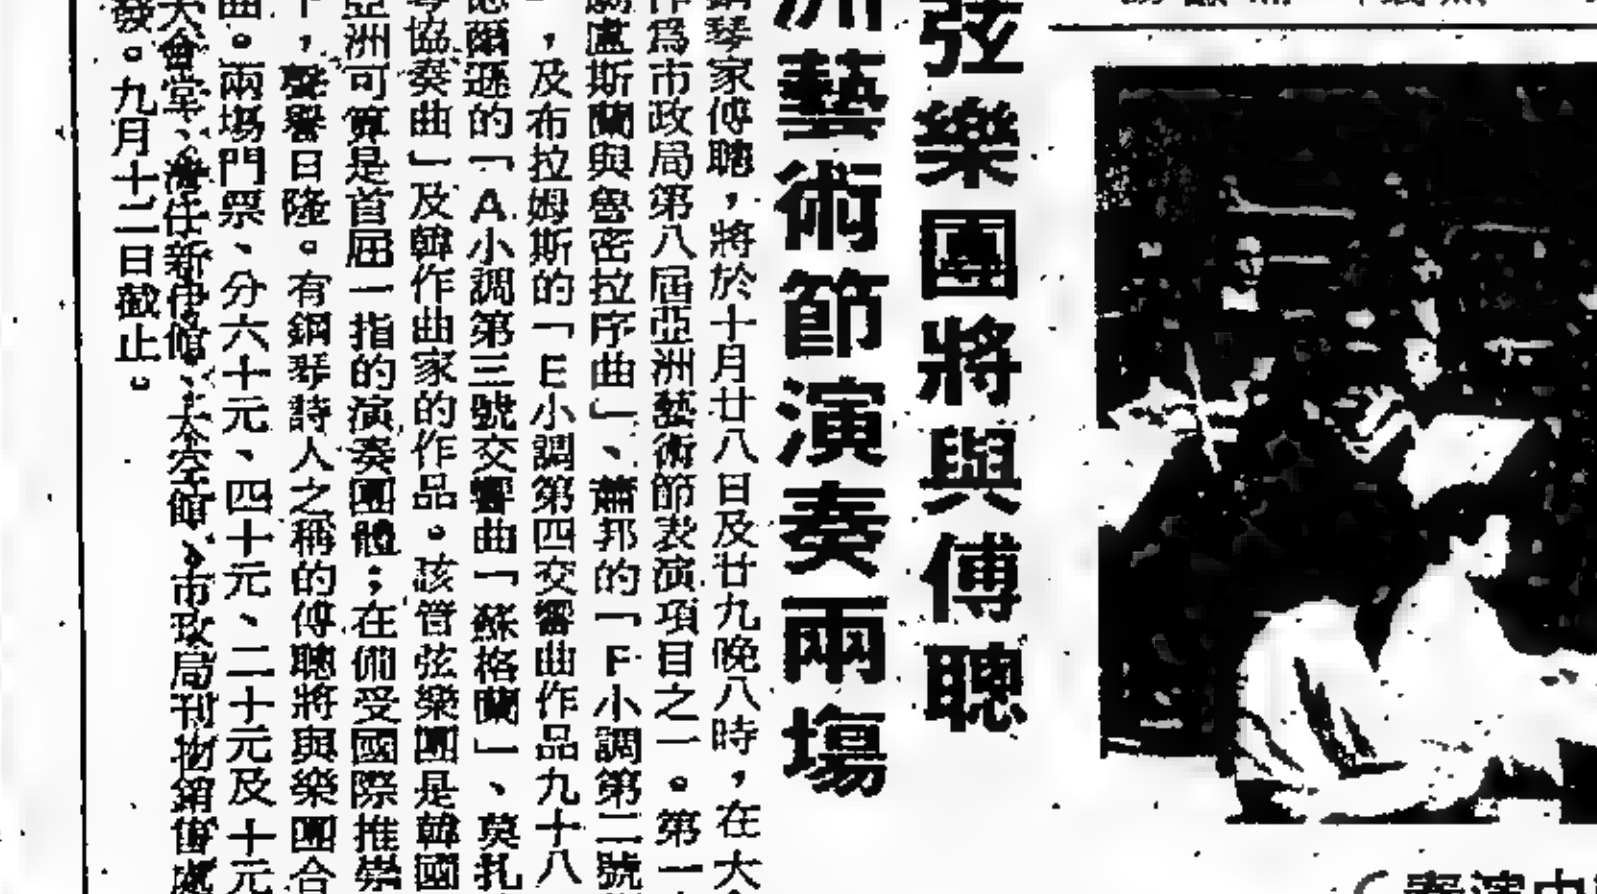 弦樂團將與傅聰
洲藝術節演奏兩場
鋼琴家傅聰，將於十月廿八日及廿九晚八時，在大
作為市政局第八屆亞洲藝術節表演項目之一。第一
盧斯蘭與魯密拉序曲」、蕭邦的「F小調第二號
，及布拉姆斯的「E小調第四交響曲作品九十八
德爾遜的「A小調第三號交響曲「蘇格蘭」、莫扎
琴協奏曲」及韓作曲家的作品。該管弦樂團是韓國
亞洲可算是首屈一指的演奏團體；在備受國際推崇
下，聲譽日隆。有鋼琴詩人之稱的傅聰將與樂團合
曲。兩場門票、分六十元、四十元、二十元及十元
大會堂、灣仔新伊館、太空館、市政局刊物銷售處
發。九月十二日截止。